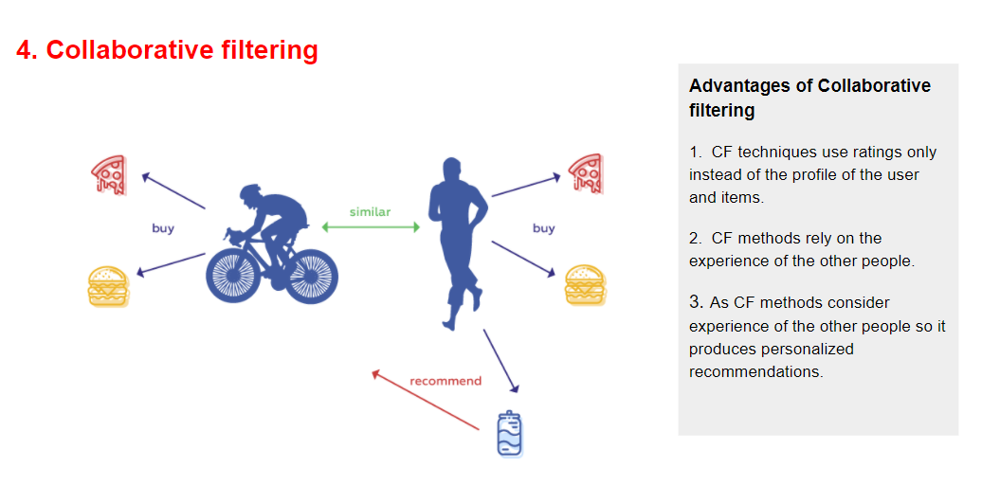 4. Collaborative filtering
similar
buy
buy
recommend
Advantages of Collaborative
filtering
1. CF techniques use ratings only
instead of the profile of the user
and items.
2. CF methods rely on the
experience of the other people.
3. As CF methods consider
experience of the other people so it
produces personalized
recommendations.